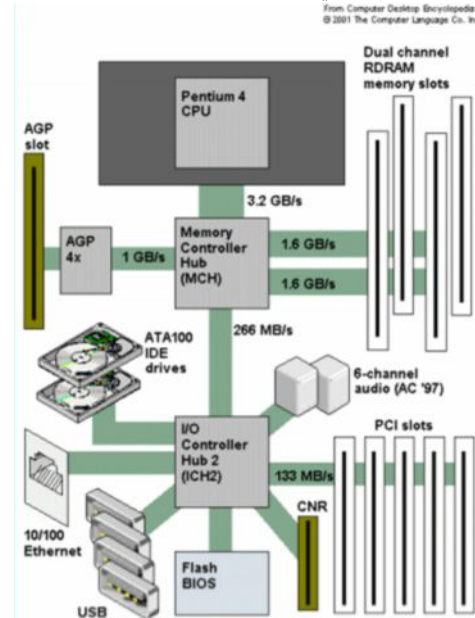 From Computer Desktop Encyclopedia
© 2001 The Computer Language Co. In
Dual channel
RDRAM
memory slots
Pentium 4
CPU
AGP
slot
3.2 GB/s
AGP
4x
1 GB/s
Memory
Controller
Hub
(MCH)
1.6 GB/s
1.6 GB/s
266 MB/s
ATA100
IDE
drives
6-channel
audio (AC '97)
I/O
Controller
Hub 2
(ICH2)
PCI slots
133 MB/s
CNR
10/100
Ethernet
Flash
BIOS
USB